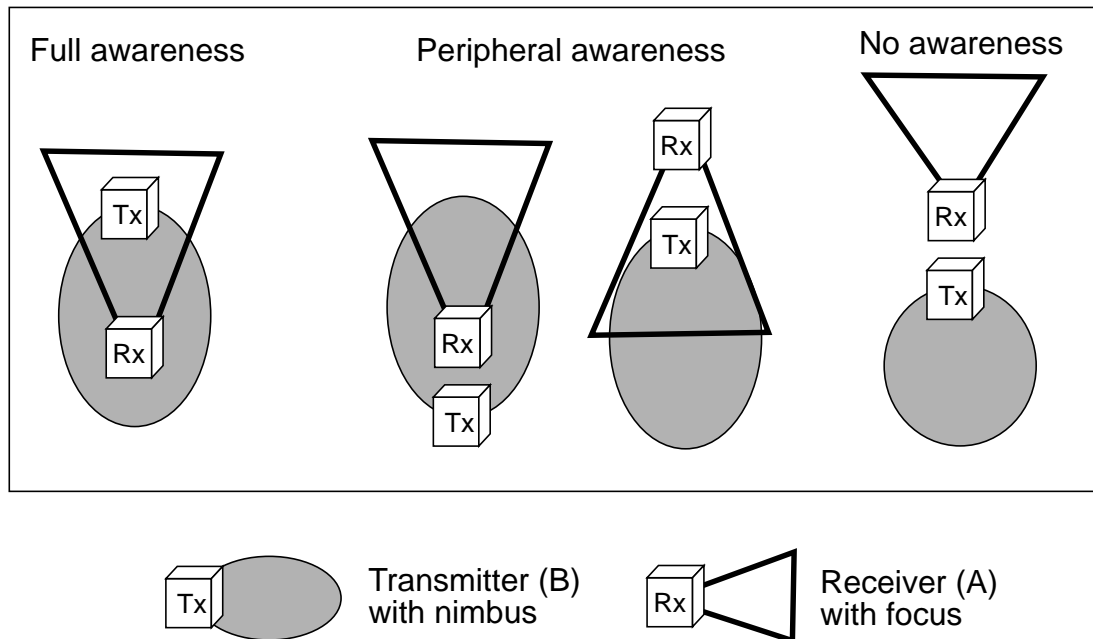 Full awareness
Peripheral awareness
No awareness
Tx
Rx
Rx
Tx
Rx
Tx
Rx
Tx
Tx
Transmitter (B)
with nimbus
Rx
Receiver (A)
with focus